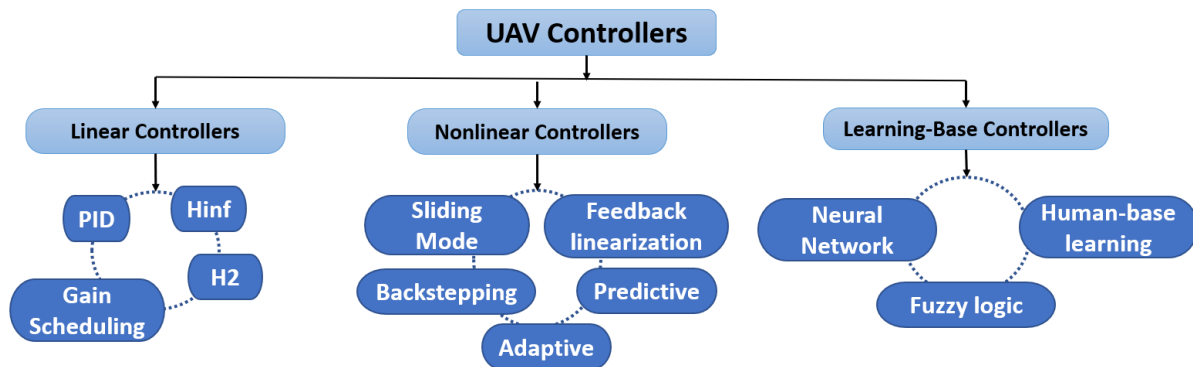 UAV Controllers
Linear Controllers
Nonlinear Controllers
Learning-Base Controllers
PID
Hinf
H2
Gain
Scheduling
Sliding
Mode
Feedback
linearization
Backstepping
Predictive
Adaptive
Neural
Network
Human-base
learning
Fuzzy logic